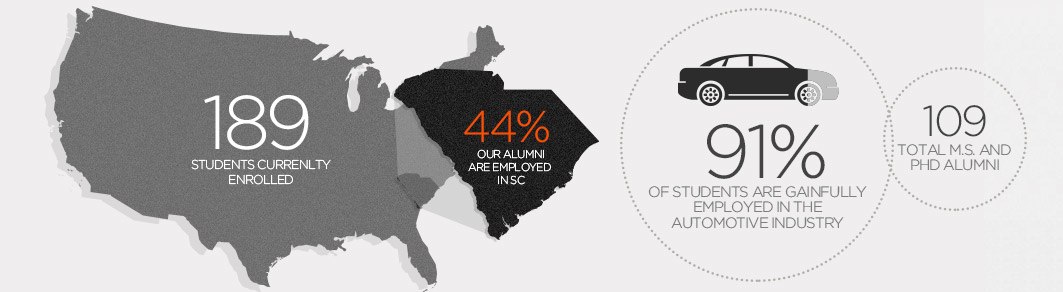 189
STUDENTS CURRENLTY
ENROLLED
44%
OUR ALUMNI
ARE EMPLOYED
IN SC
91%
OF STUDENTS ARE GAINFULLY
EMPLOYED IN THE
AUTOMOTIVE INDUSTRY
109
TOTAL M.S. AND
PHD ALUMNI